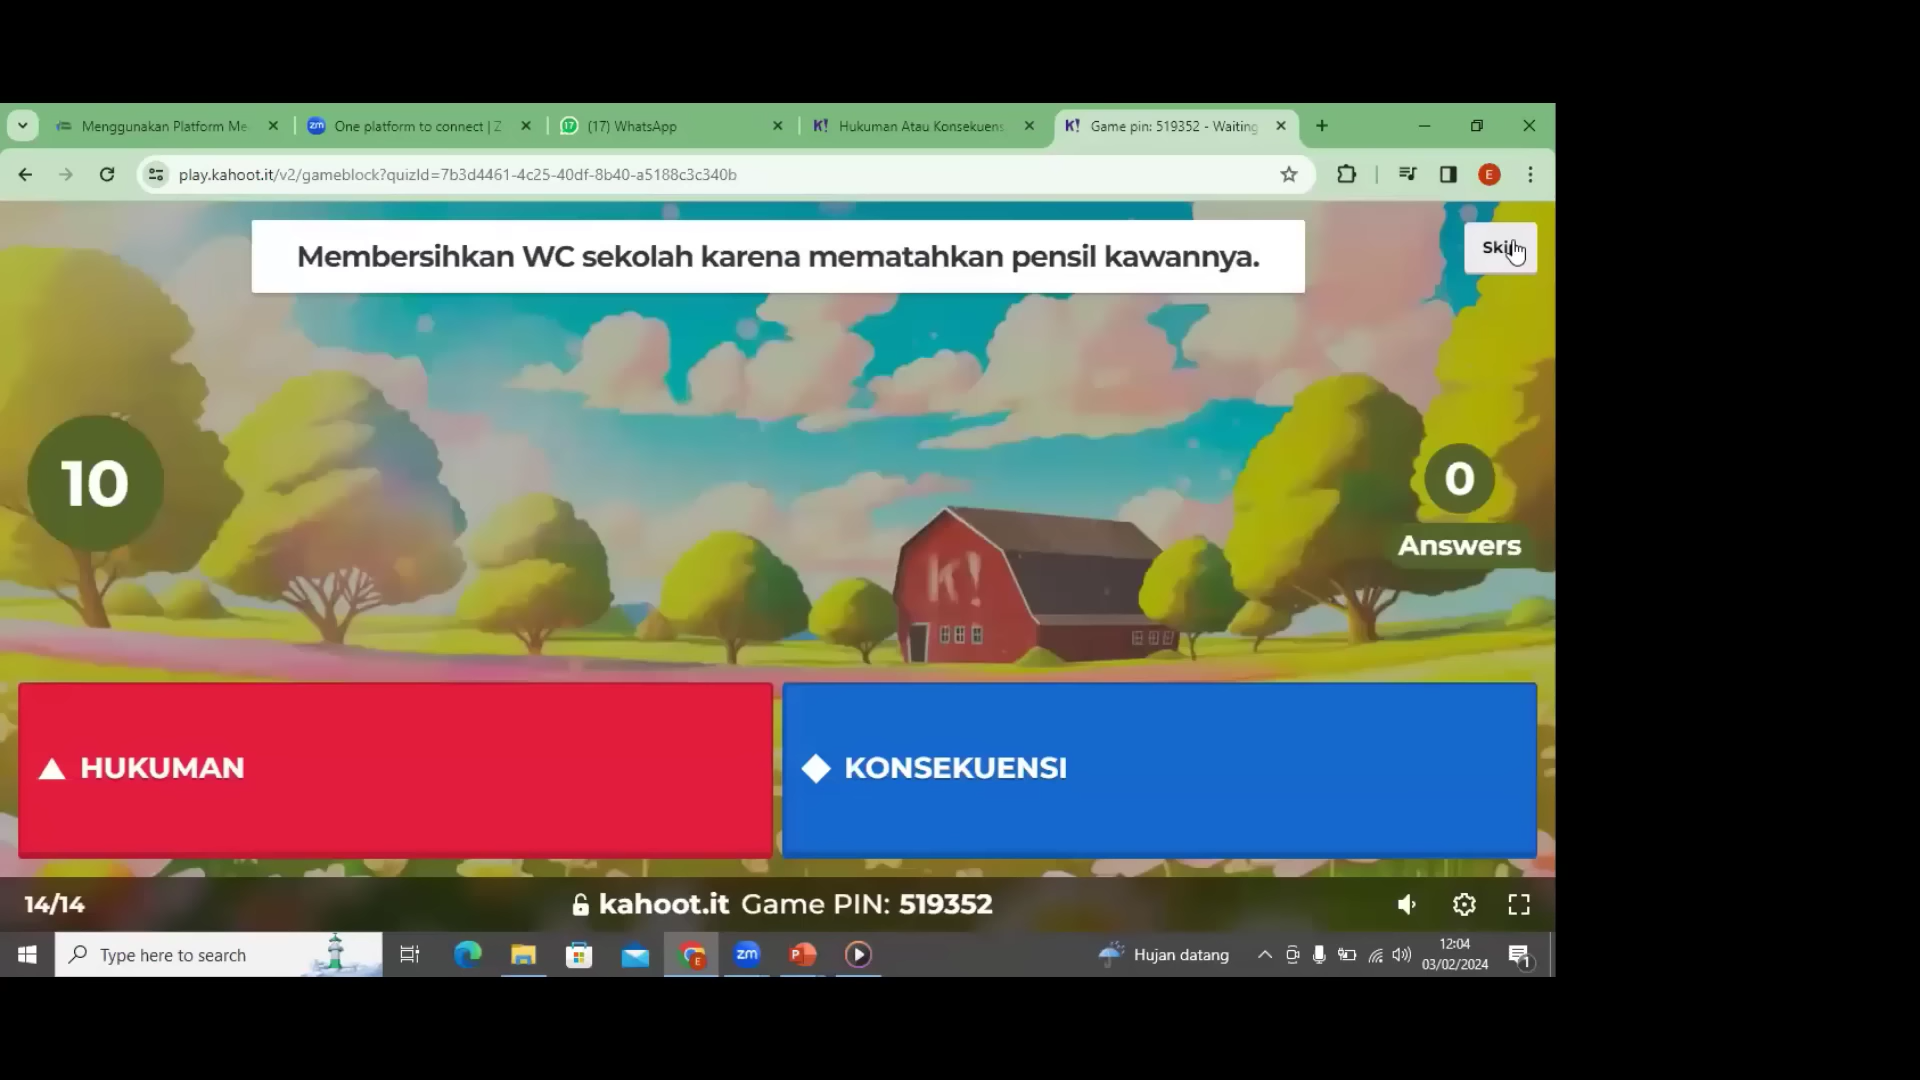 Menggunakan Platform Me
One platform to connect | Z
(17) WhatsApp
Hukuman Atau Konsekuens
Game pin: 519352 - Waiting
play.kahoot.it/v2/gameblock?quizId=7b3d4461-4c25-40df-8b40-a5188c3c340b
E
Membersihkan WC sekolah karena mematahkan pensil kawannya.
K!
10
0
Answers
HUKUMAN
KONSEKUENSI
14/14
kahoot.it Game PIN: 519352
Type here to search
Hujan datang
12:04
03/02/2024
1